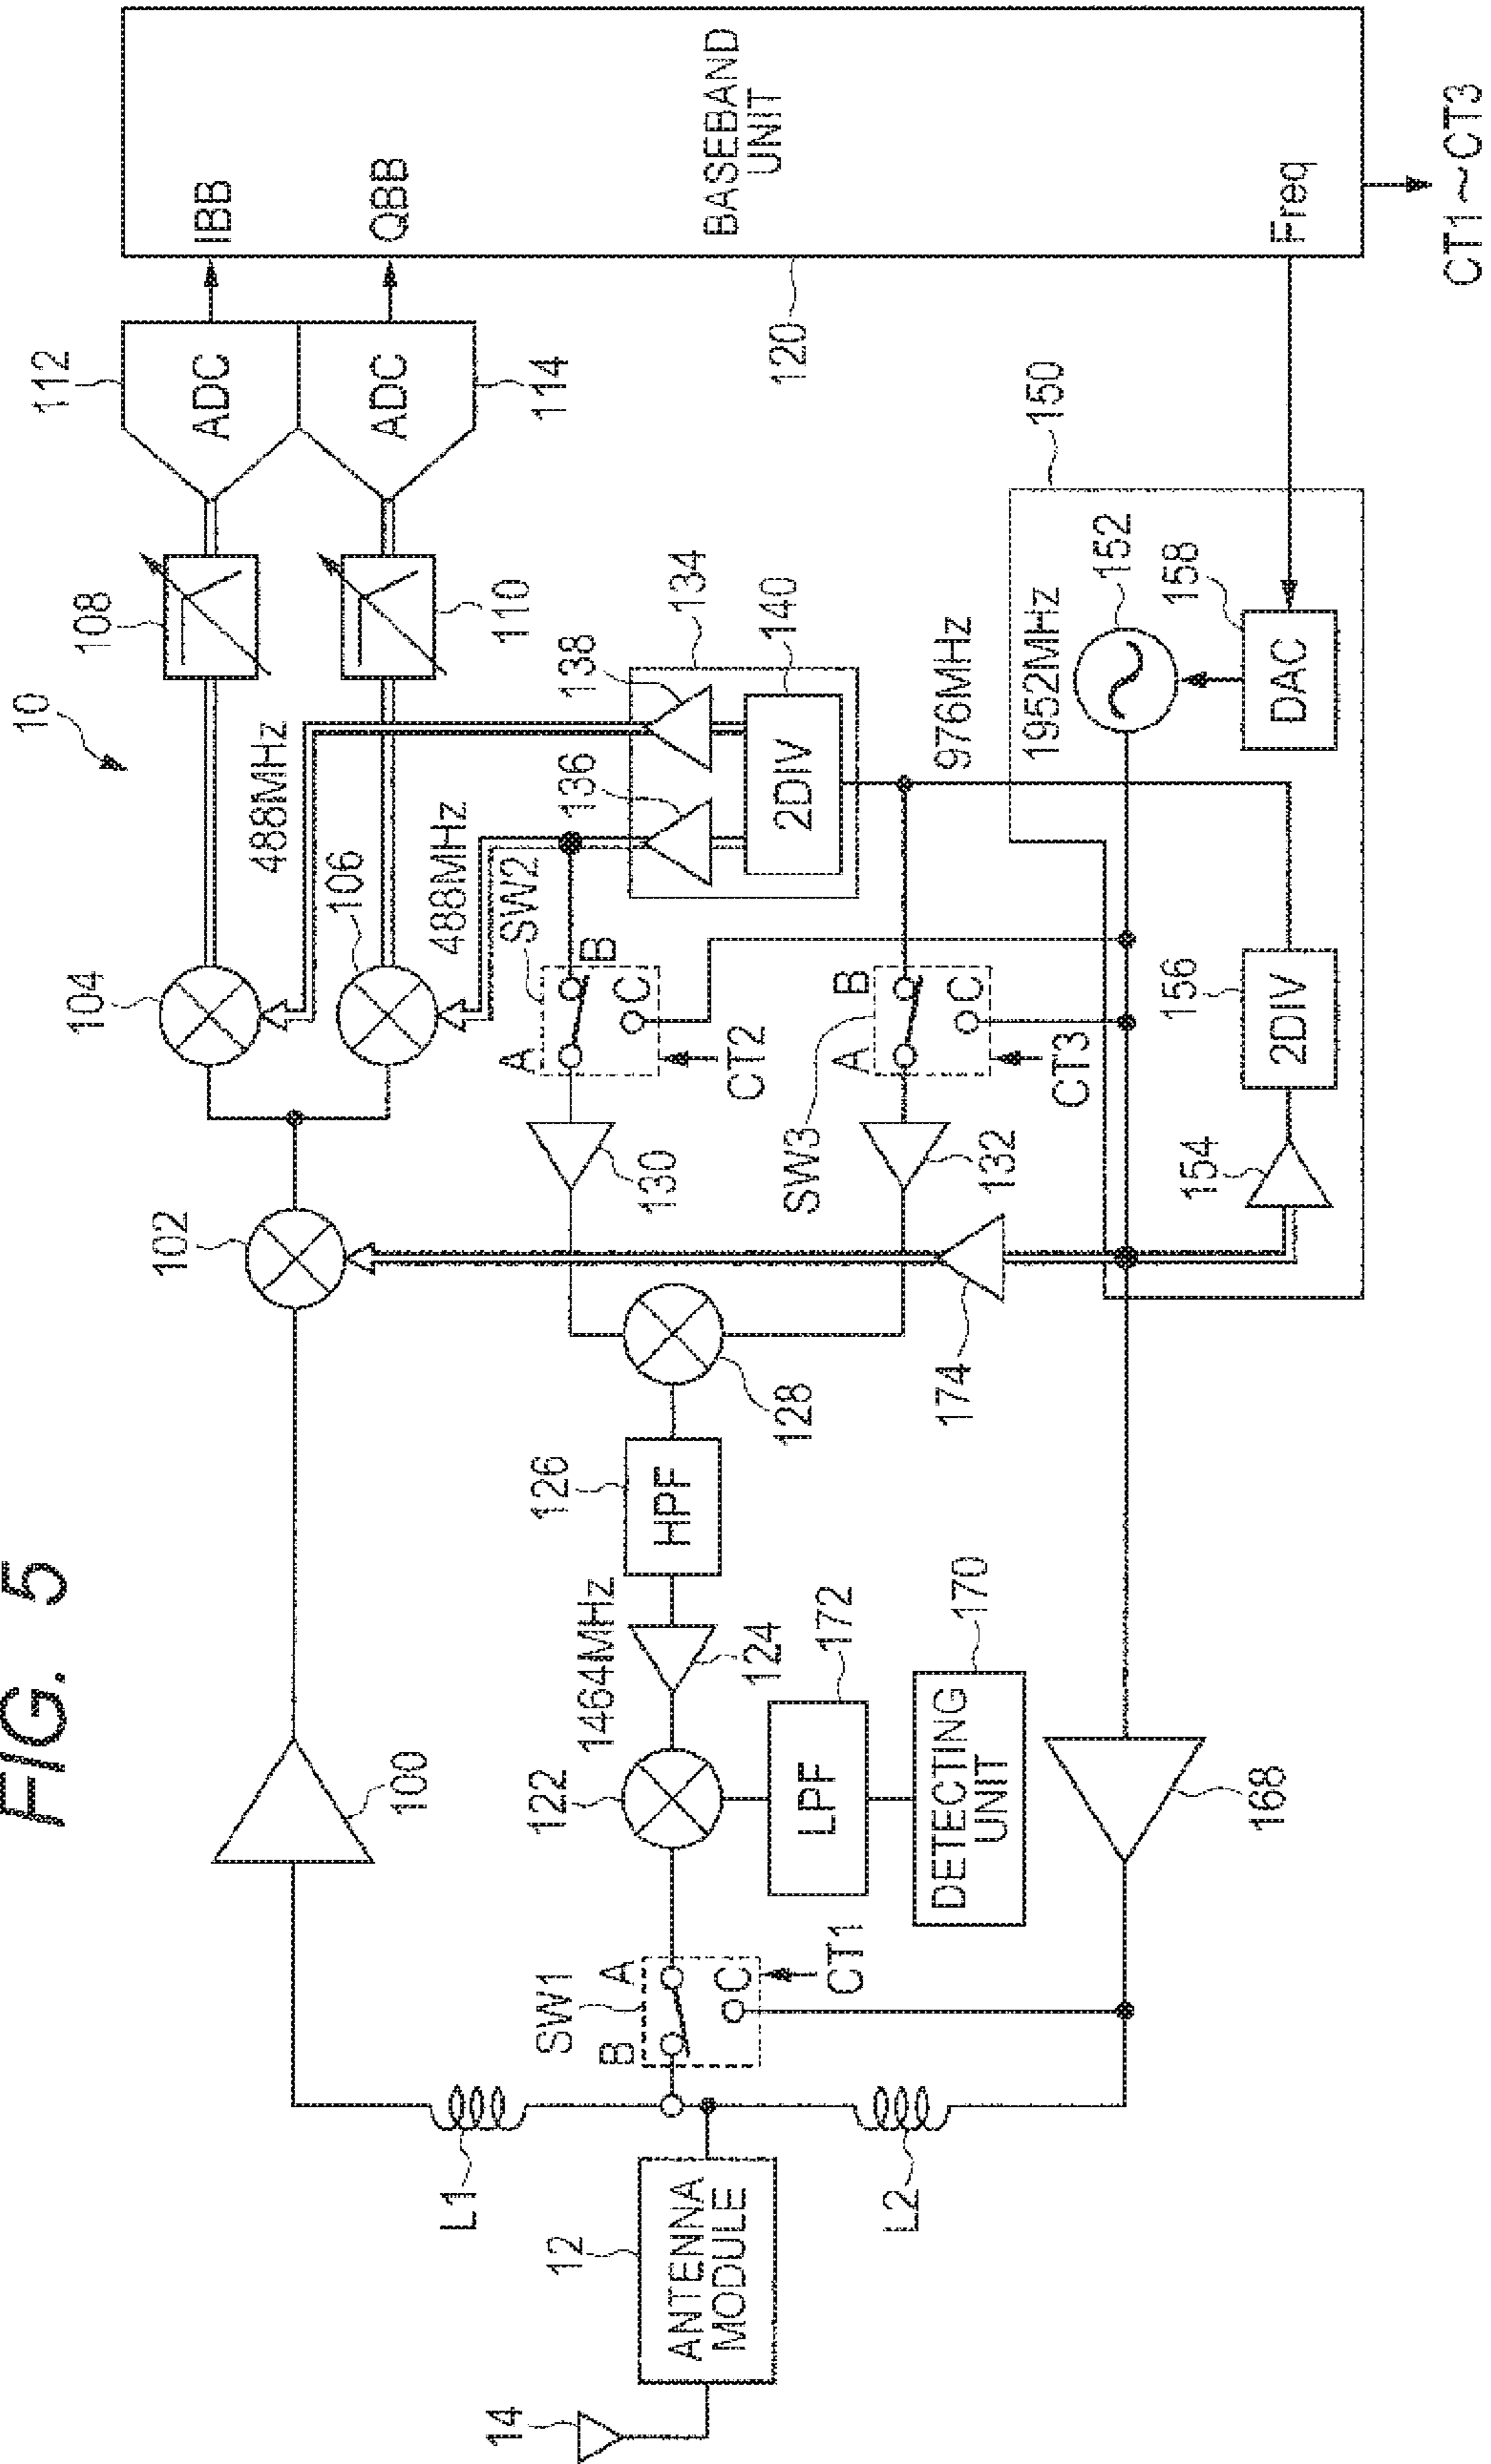 FIG. 5
10
14
12
ANTENNA
MODULE
L1
L2
100
SW1
A
B
C
CT1
122
1464MHz
124
126
HPF
128
172
LPF
170
DETECTING
UNIT
168
102
174
104
106
488MHz
488MHz
130
132
SW2
A
B
C
CT2
SW3
A
B
C
CT3
136
138
134
140
2DIV
976MHz
1952MHz
150
152
154
156
2DIV
158
DAC
108
110
112
ADC
ADC
114
IBB
QBB
120
BASEBAND
UNIT
Freq
CT1~CT3